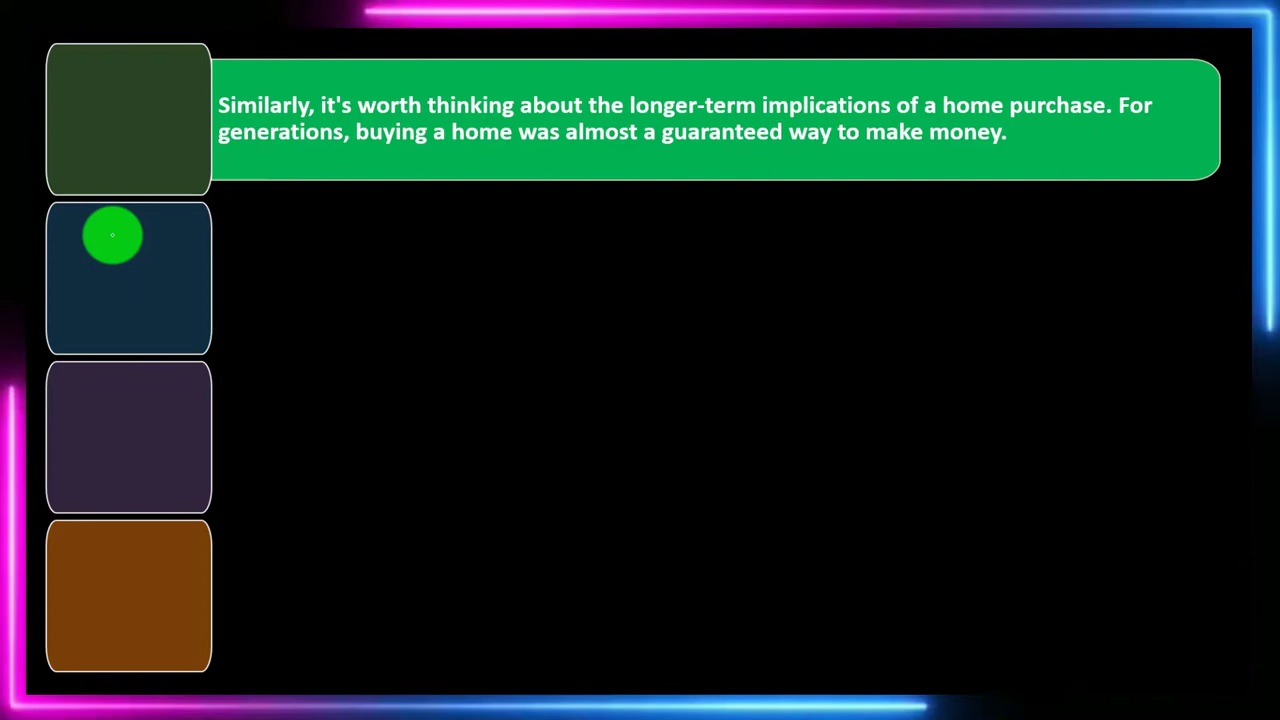 Similarly, it's worth thinking about the longer-term implications of a home purchase. For
generations, buying a home was almost a guaranteed way to make money.